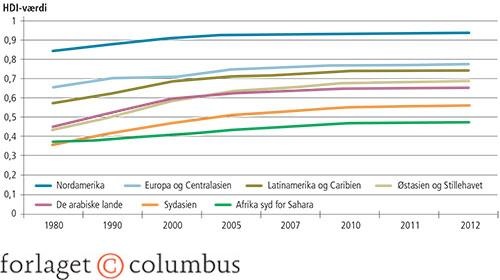 HDI-værdi
1
0,9
0,8
0,7
0,6
0,5
0,4
0,3
0,2
0,1
0
Nordamerika Europa og Centralasien Latinamerika og Caribien Østasien og Stillehavet
De arabiske lande Sydasien Afrika syd for Sahara
1980 1990 2000 2005 2007 2010 2012
forlaget © columbus